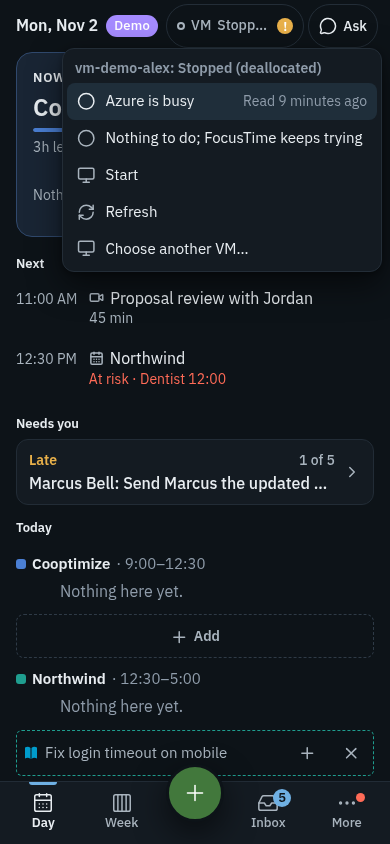 Mon, Nov 2
Demo
VM Stopp... !
Ask
NOW
Co
3h le
Noth
vm-demo-alex: Stopped (deallocated)
Azure is busy Read 9 minutes ago
Nothing to do; FocusTime keeps trying
Start
Refresh
Choose another VM...
Next
11:00 AM Proposal review with Jordan
45 min
12:30 PM Northwind
At risk · Dentist 12:00
Needs you
Late 1 of 5
Marcus Bell: Send Marcus the updated ...
Today
Cooptimize · 9:00–12:30
Nothing here yet.
+ Add
Northwind · 12:30–5:00
Nothing here yet.
Fix login timeout on mobile
Day
Week
5
Inbox
More